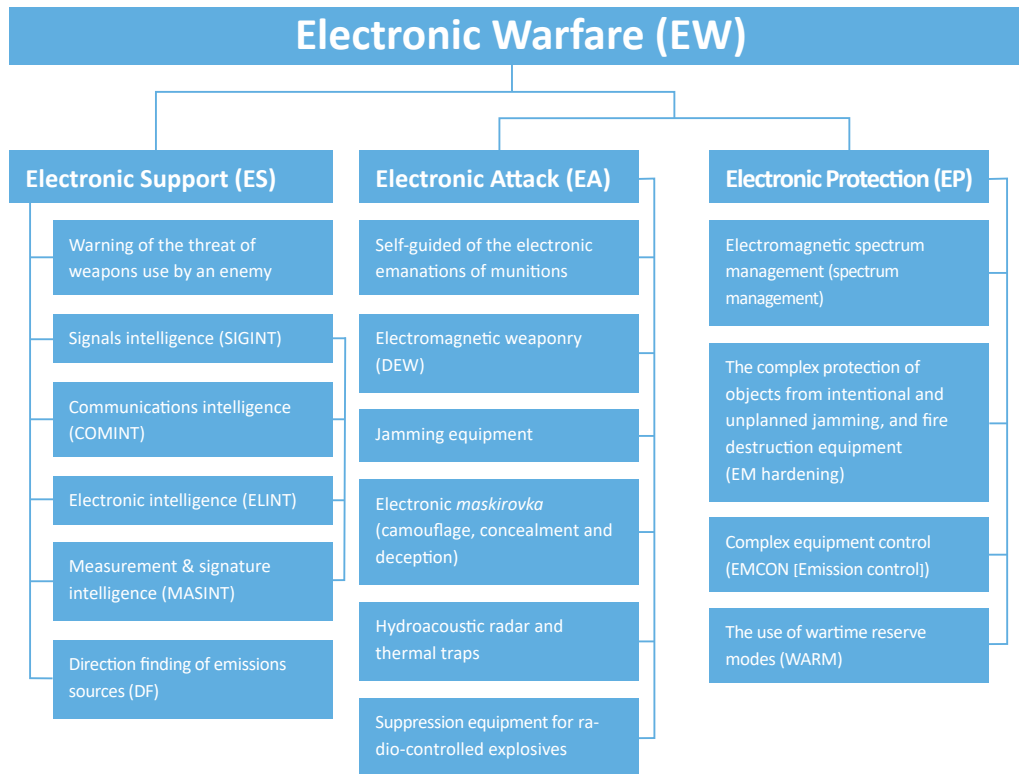 Electronic Warfare (EW)
Electronic Support (ES)
Warning of the threat of
weapons use by an enemy
Signals intelligence (SIGINT)
Communications intelligence
(COMINT)
Electronic intelligence (ELINT)
Measurement & signature
intelligence (MASINT)
Direction finding of emissions
sources (DF)
Electronic Attack (EA)
Self-guided of the electronic
emanations of munitions
Electromagnetic weaponry
(DEW)
Jamming equipment
Electronic maskirovka
(camouflage, concealment and
deception)
Hydroacoustic radar and
thermal traps
Suppression equipment for ra-
dio-controlled explosives
Electronic Protection (EP)
Electromagnetic spectrum
management (spectrum
management)
The complex protection of
objects from intentional and
unplanned jamming, and fire
destruction equipment
(EM hardening)
Complex equipment control
(EMCON [Emission control])
The use of wartime reserve
modes (WARM)